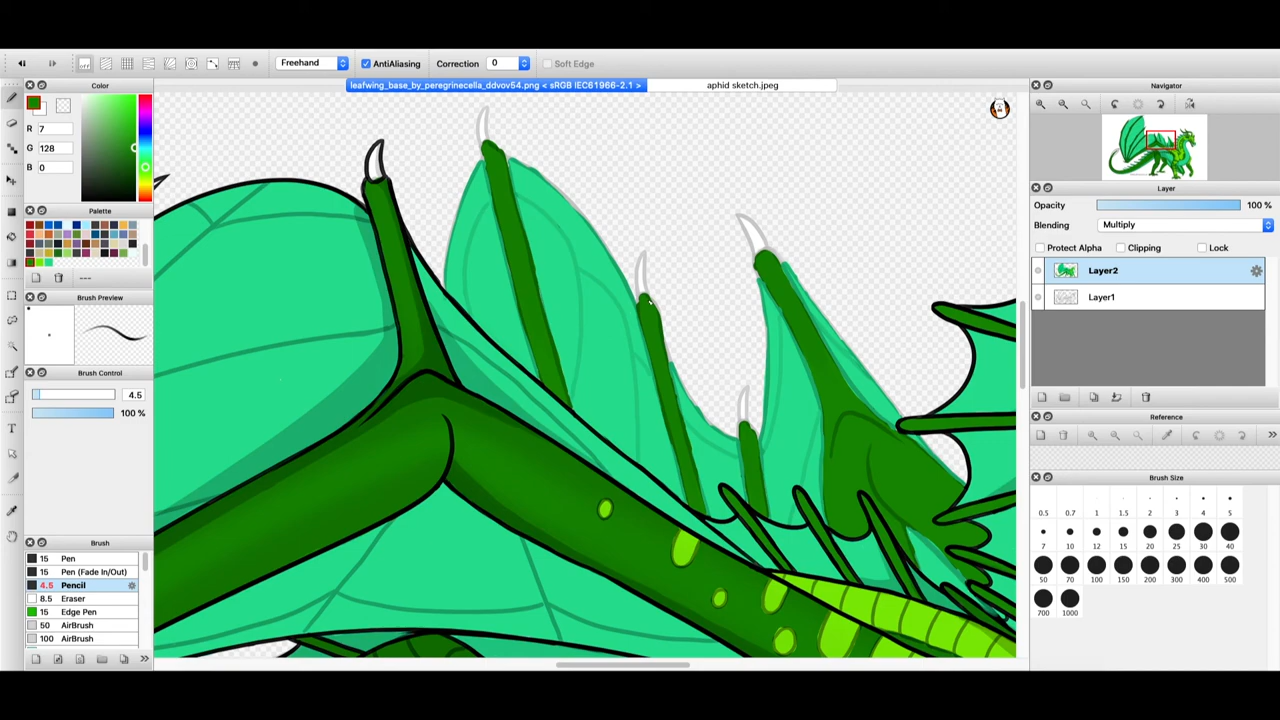 off
Freehand
AntiAliasing
Correction
0
Soft Edge
leafwing_base_by_peregrinecella_ddvov54.png < sRGB IEC61966-2.1 >
aphid sketch.jpeg
Color
R 7
G 128
B 0
Palette
---
Brush Preview
Brush Control
4.5
100 %
T
Brush
15 Pen
15 Pen (Fade In/Out)
4.5 Pencil
8.5 Eraser
15 Edge Pen
50 AirBrush
100 AirBrush
Navigator
Layer
Opacity 100 %
Blending Multiply
Protect Alpha Clipping Lock
Layer2
Layer1
Reference
Brush Size
0.5 0.7 1 1.5 2 3 4 5
7 10 12 15 20 25 30 40
50 70 100 150 200 300 400 500
700 1000